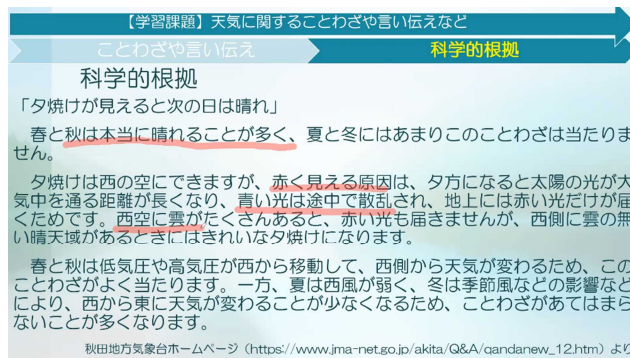 【学習課題】天気に関することわざや言い伝えなど
ことわざや言い伝え
科学的根拠
科学的根拠
「夕焼けが見えると次の日は晴れ」
春と秋は本当に晴れることが多く、夏と冬にはあまりこのことわざは当たりま
せん。
夕焼けは西の空にできますが、赤く見える原因は、夕方になると太陽の光が大
気中を通る距離が長くなり、青い光は途中で散乱され、地上には赤い光だけが届
くためです。西空に雲がたくさんあると、赤い光も届きませんが、西側に雲の無
い晴天域があるときにはきれいな夕焼けになります。
春と秋は低気圧や高気圧が西から移動して、西側から天気が変わるため、この
ことわざがよく当たります。一方、夏は西風が弱く、冬は季節風などの影響など
により、西から東に天気が変わることが少なくなるため、ことわざがあてはまら
ないことが多くなります。
秋田地方気象台ホームページ（https://www.jma-net.go.jp/akita/Q&A/qandanew_12.htm）より